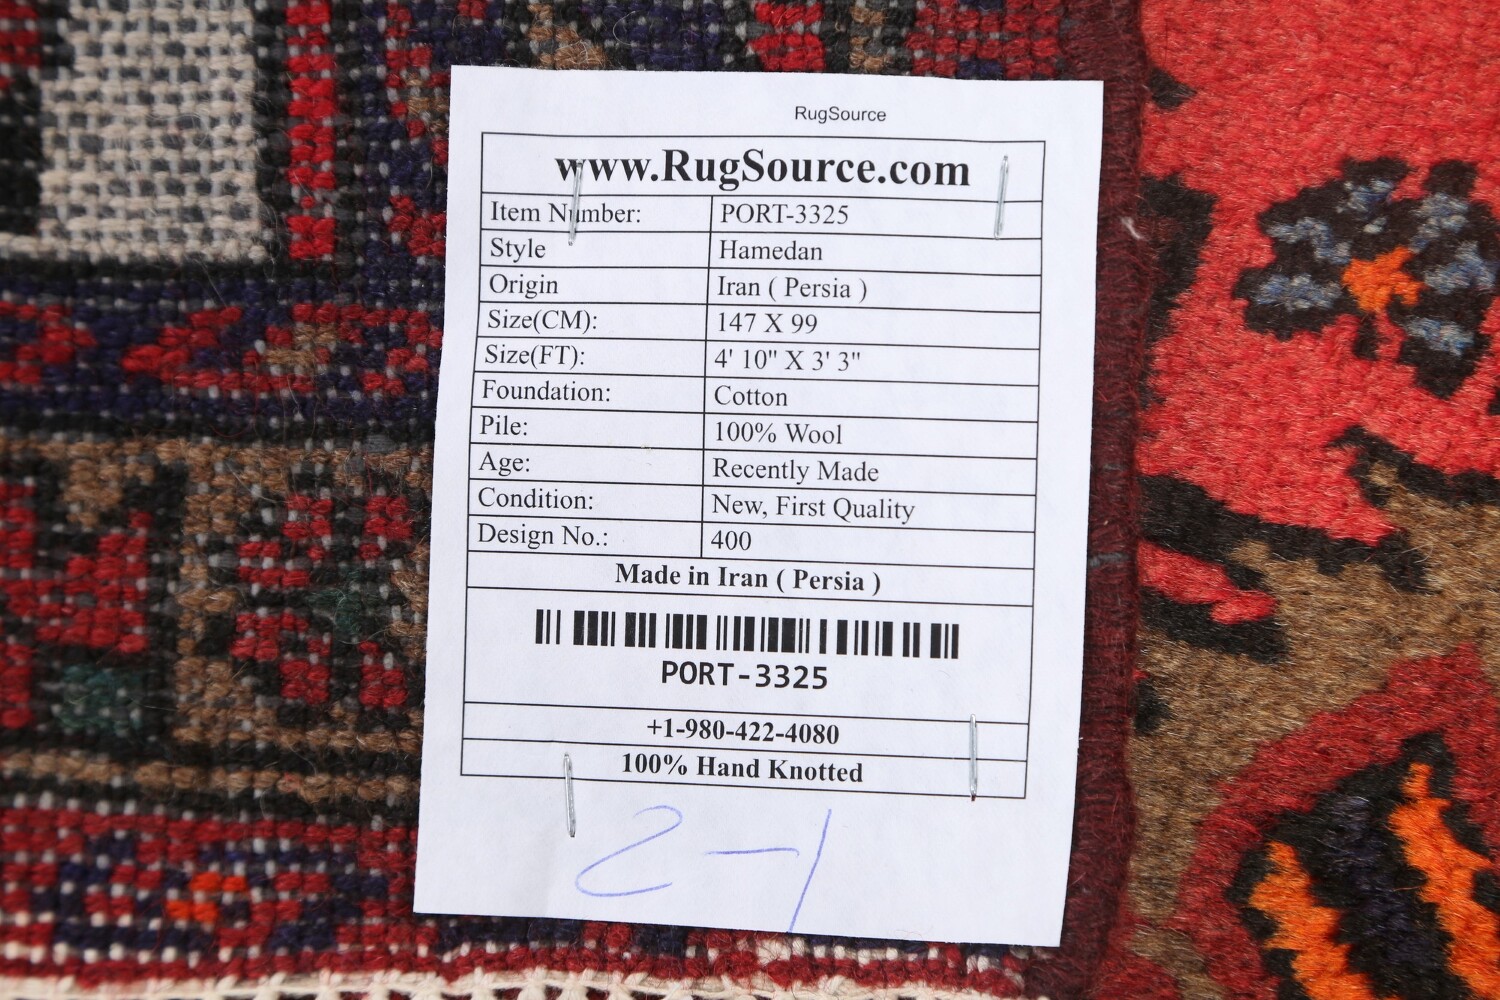 RugSource
www.RugSource.com
Item Number: PORT-3325
Style Hamedan
Origin Iran ( Persia )
Size(CM): 147 X 99
Size(FT): 4' 10" X 3' 3"
Foundation: Cotton
Pile: 100% Wool
Age: Recently Made
Condition: New, First Quality
Design No.: 400
Made in Iran ( Persia )
PORT-3325
+1-980-422-4080
100% Hand Knotted
2-1